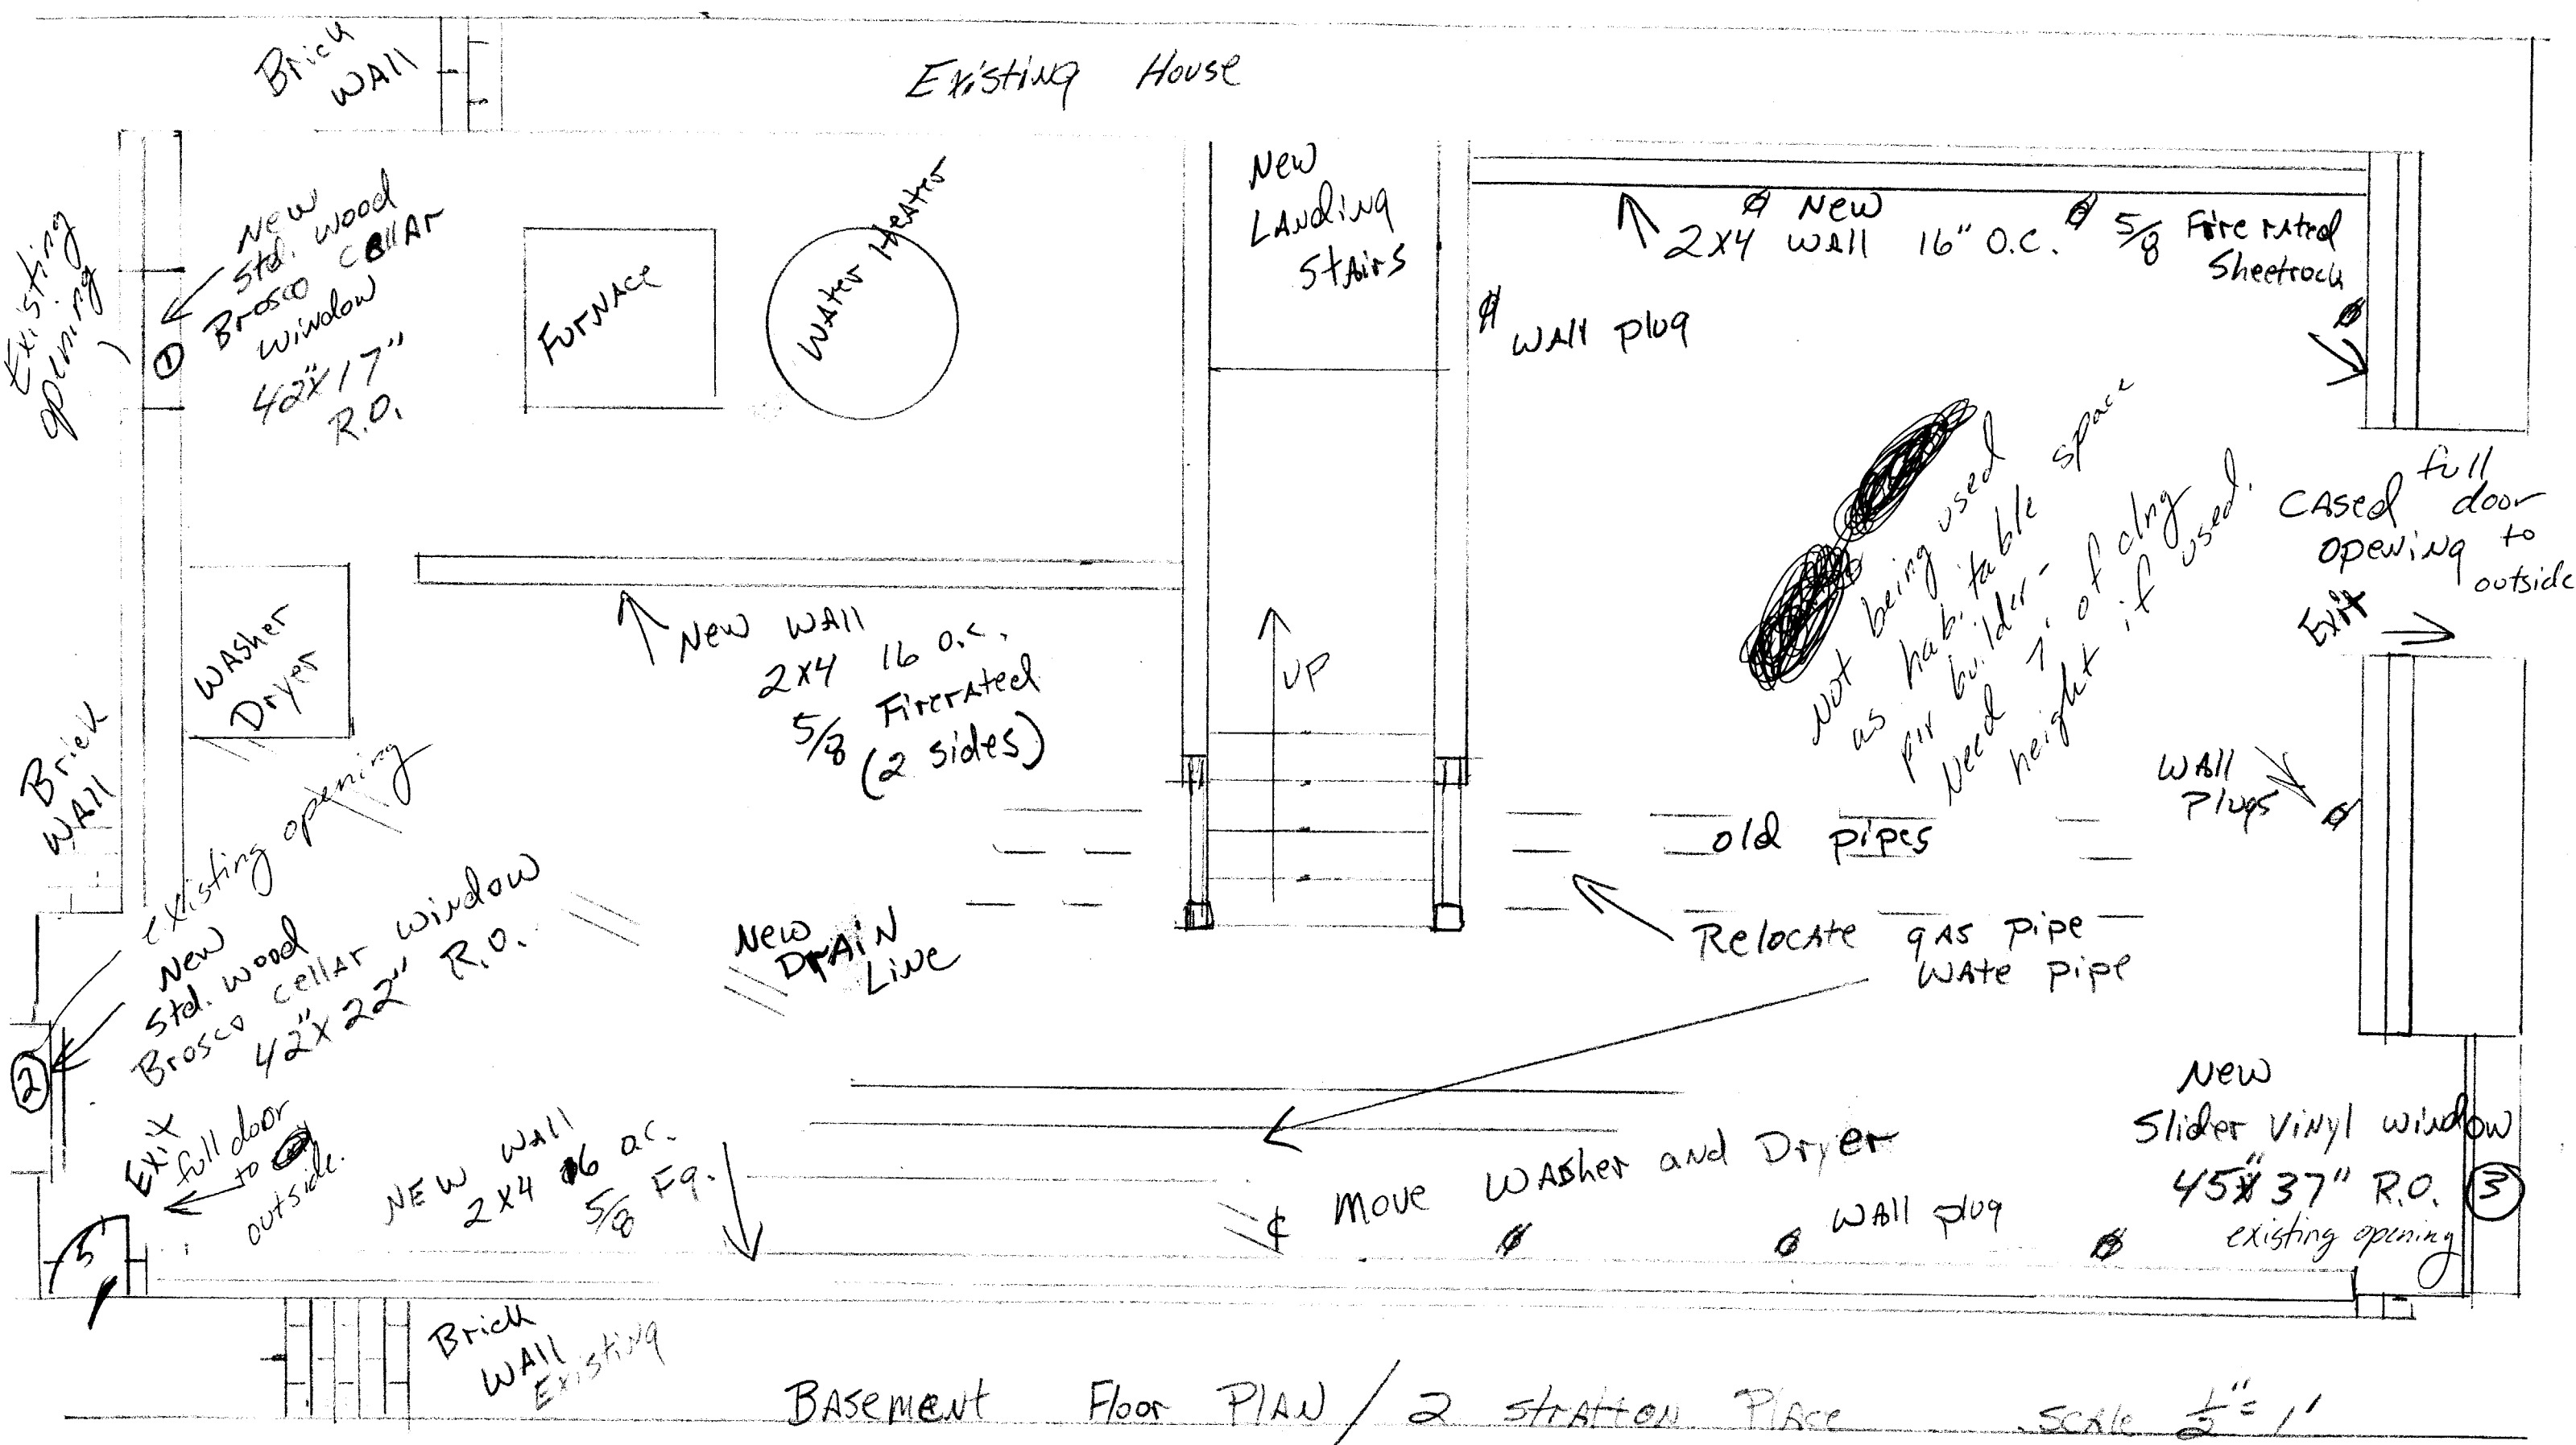 Brick
WALL
Existing House
Existing
opening
New
Std. wood
Brosco CellAr
Window
42"x17"
R.O.
①
FurNACe
WAter HeAter
New
LANding
StAirs
2x4 New WAll 16" O.C. 5/8 Fire rAted
Sheetrock
WAll plug
Not being used
as habitable space
pir builder-
Need 7' of clng
height if used.
full
CAsed door
opening to
outside
Exit
WAsher
Dryer
New WAll
2x4 16 o.c.
5/8 FirerAted
(2 sides)
UP
WAll
plugs
Brick
WAll
existing opening
New
Std. wood
Brosco cellAr window
42"x22" R.O.
②
New
DrAiN
LiNe
old pipes
Relocate gAs pipe
WAte pipe
Exit
full door
to
outside.
NEW WAll
2x4 16 o.c.
5/8 Fg.
¢ Move WAsher and Dryer
WAll plug
New
Slider Vinyl window
45"x37" R.O. ③
existing opening
Brick
WAll
Existing
BAsement Floor PlAN / 2 StrAttoN PlAce Scale 1/2"=1'